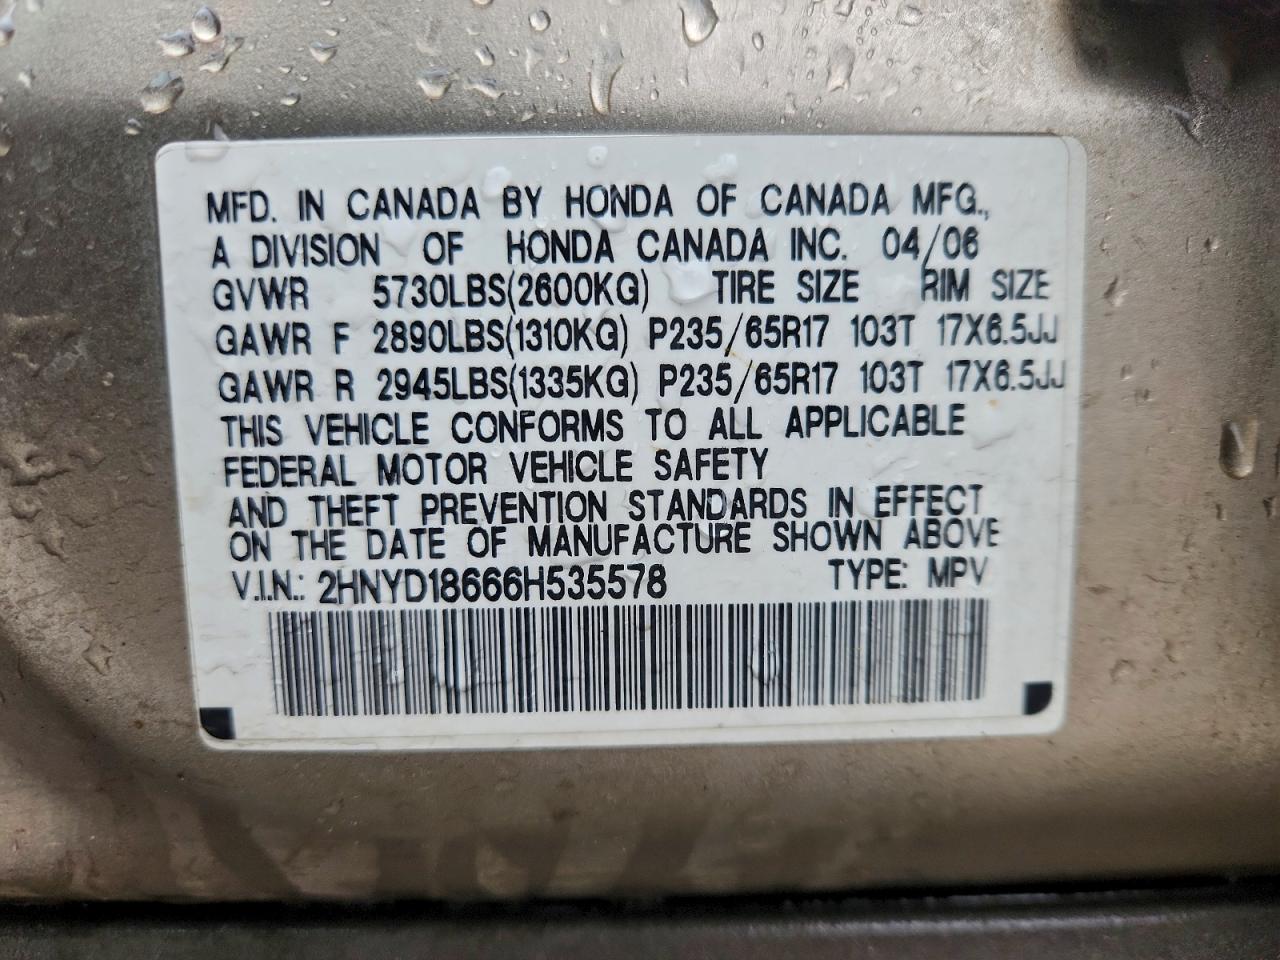 MFD. IN CANADA BY HONDA OF CANADA MFG.,
A DIVISION OF HONDA CANADA INC. 04/06
GVWR 5730LBS(2600KG) TIRE SIZE RIM SIZE
GAWR F 2890LBS(1310KG) P235/65R17 103T 17X6.5JJ
GAWR R 2945LBS(1335KG) P235/65R17 103T 17X6.5JJ
THIS VEHICLE CONFORMS TO ALL APPLICABLE
FEDERAL MOTOR VEHICLE SAFETY
AND THEFT PREVENTION STANDARDS IN EFFECT
ON THE DATE OF MANUFACTURE SHOWN ABOVE
V.I.N.: 2HNYD18666H535578 TYPE: MPV